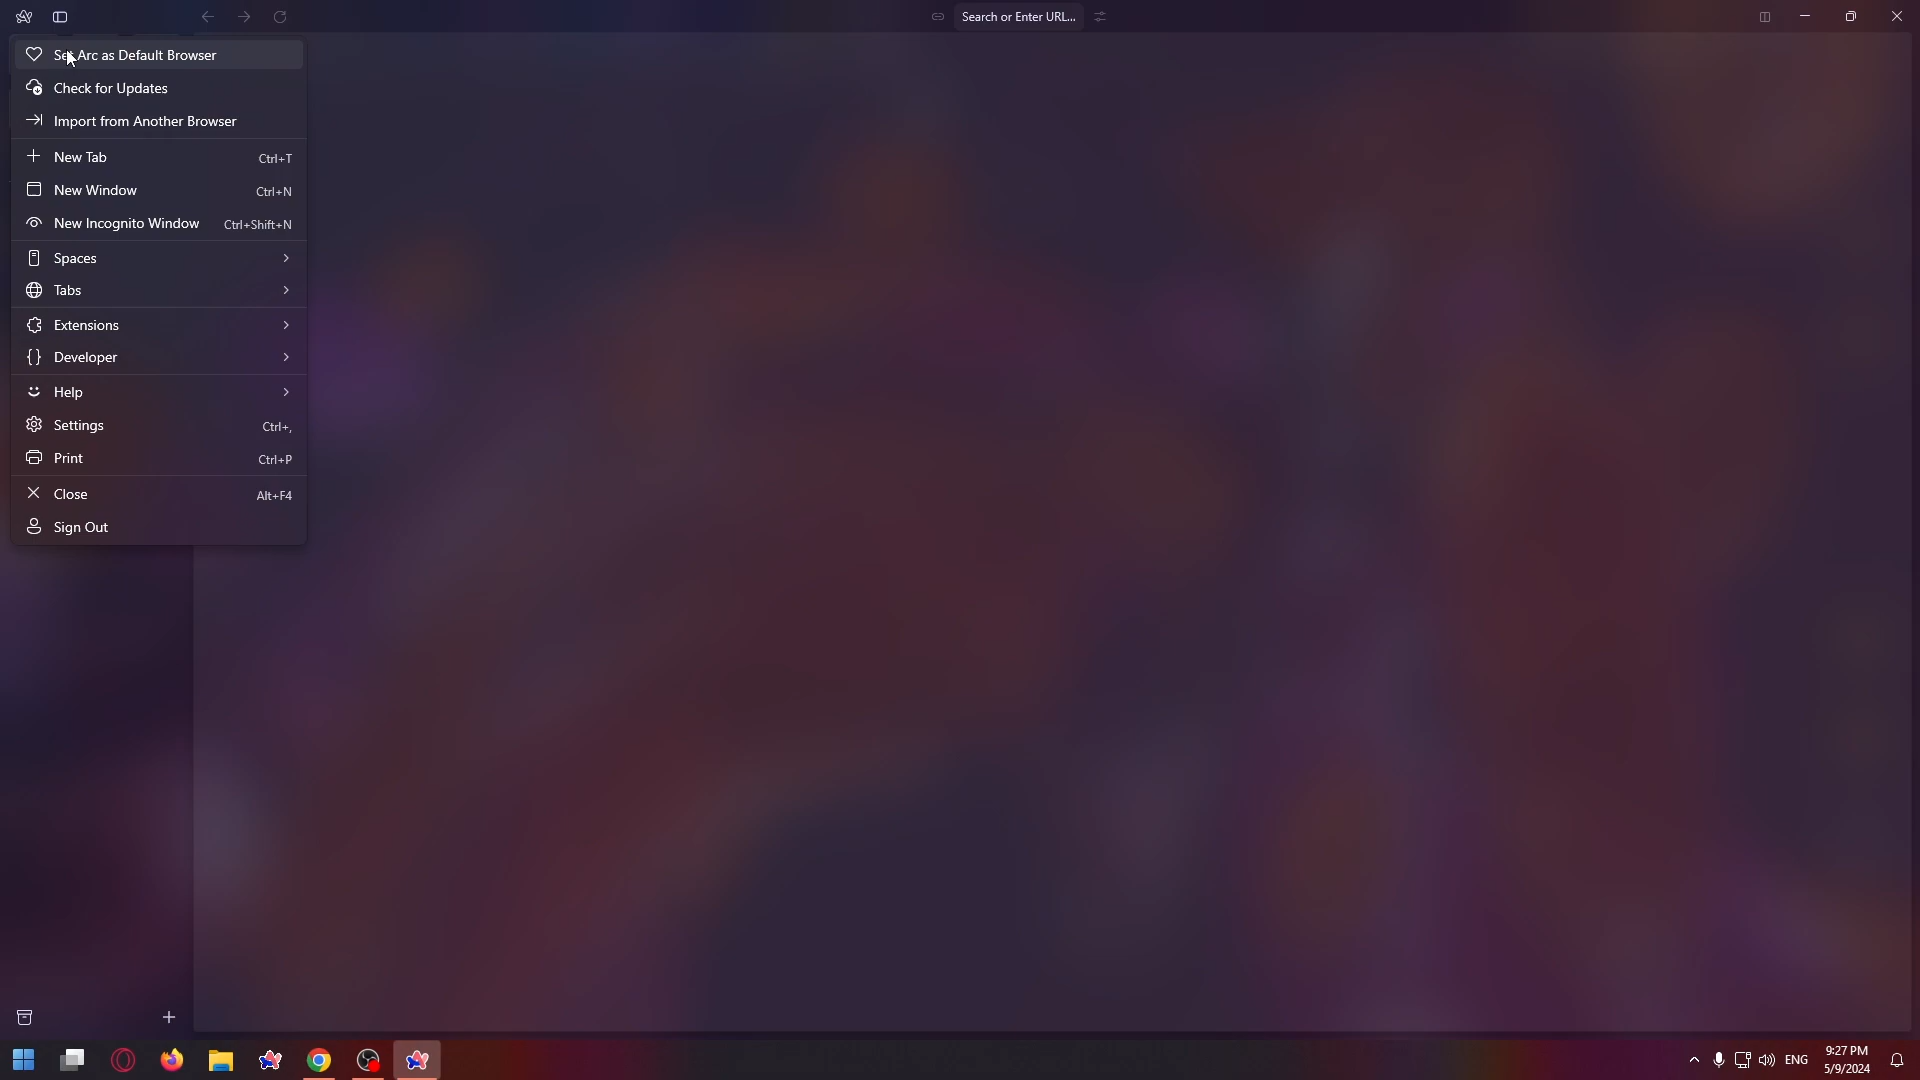 Search or Enter URL...
Set Arc as Default Browser
Check for Updates
Import from Another Browser
New Tab Ctrl+T
New Window Ctrl+N
New Incognito Window Ctrl+Shift+N
Spaces
Tabs
Extensions
Developer
Help
Settings Ctrl+,
Print Ctrl+P
Close Alt+F4
Sign Out
ENG
9:27 PM
5/9/2024